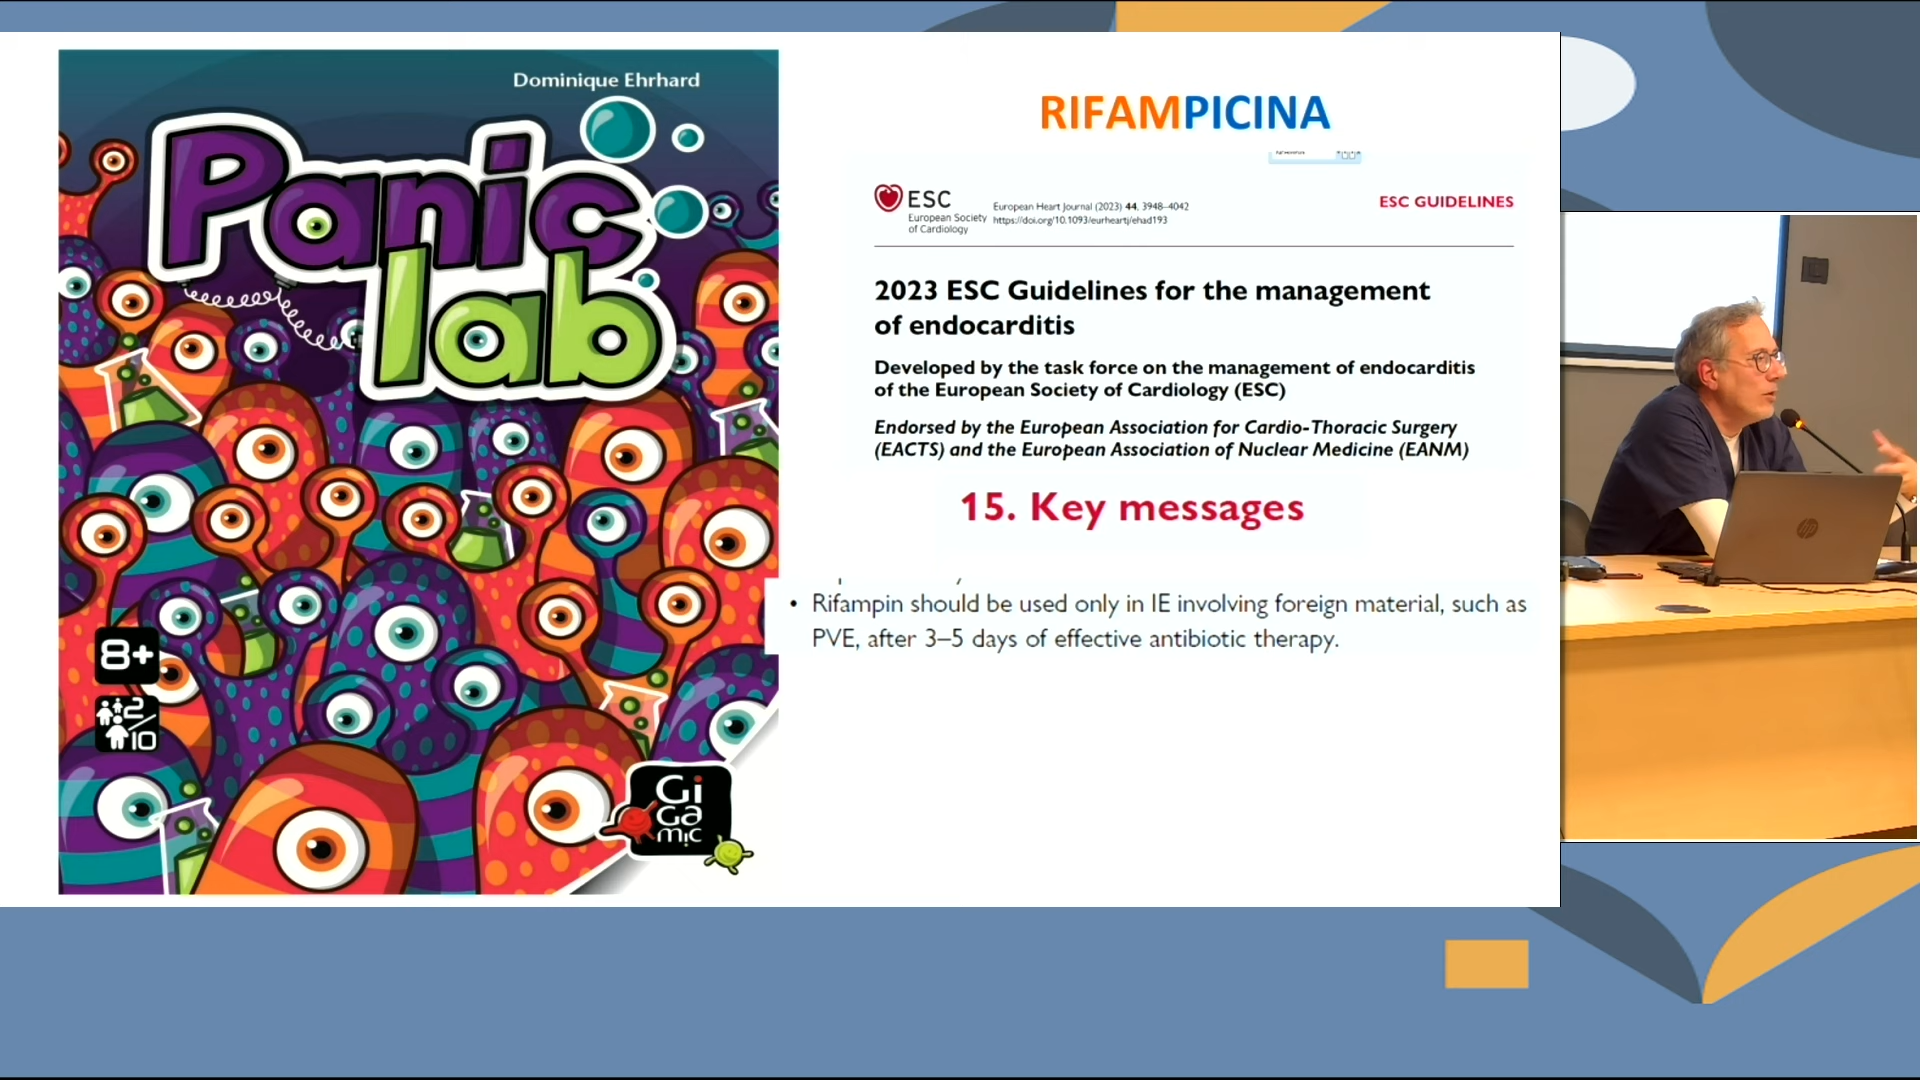 Dominique Ehrhard
Panic
lab
8+
2/10
GiGamic
RIFAMPICINA
ESC
European Society
of Cardiology
European Heart Journal (2023) 44, 3948–4042
https://doi.org/10.1093/eurheartj/ehad193
ESC GUIDELINES
2023 ESC Guidelines for the management
of endocarditis
Developed by the task force on the management of endocarditis
of the European Society of Cardiology (ESC)
Endorsed by the European Association for Cardio-Thoracic Surgery
(EACTS) and the European Association of Nuclear Medicine (EANM)
15. Key messages
• Rifampin should be used only in IE involving foreign material, such as
PVE, after 3–5 days of effective antibiotic therapy.
hp